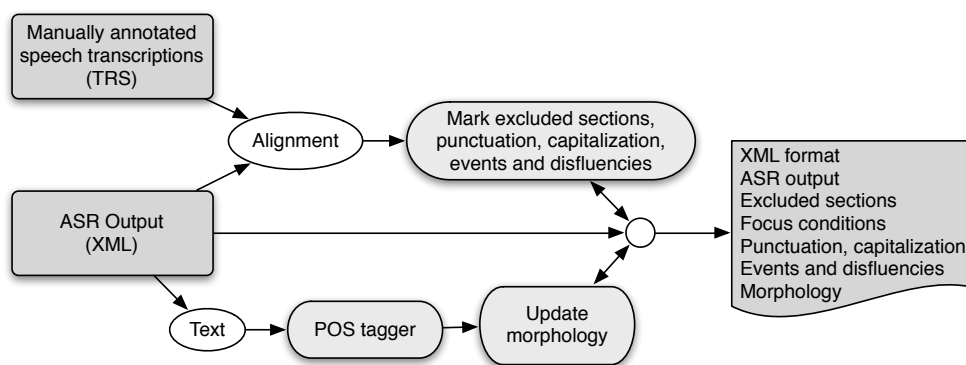 Manually annotated
speech transcriptions
(TRS)
Alignment
Mark excluded sections,
punctuation, capitalization,
events and disfluencies
ASR Output
(XML)
Text
POS tagger
Update
morphology
XML format
ASR output
Excluded sections
Focus conditions
Punctuation, capitalization
Events and disfluencies
Morphology